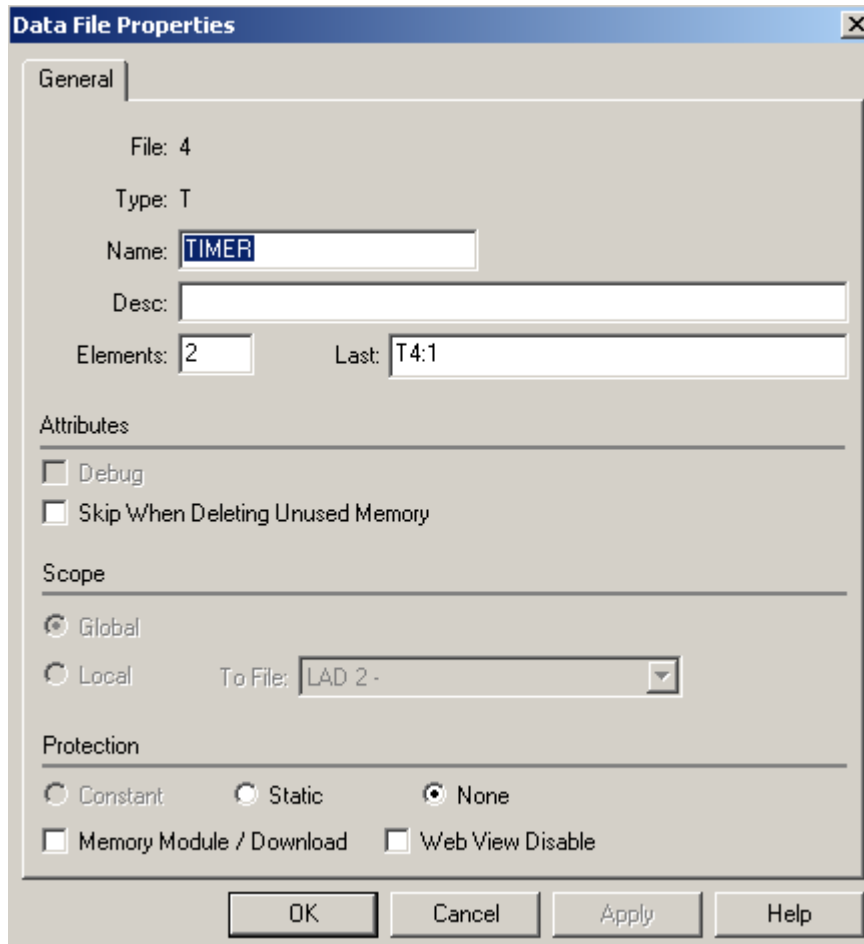 Data File Properties
General
File: 4
Type: T
Name: TIMER
Desc:
Elements: 2 Last: T4:1
Attributes
Debug
Skip When Deleting Unused Memory
Scope
Global
Local To File: LAD 2 -
Protection
Constant Static None
Memory Module / Download Web View Disable
OK Cancel Apply Help